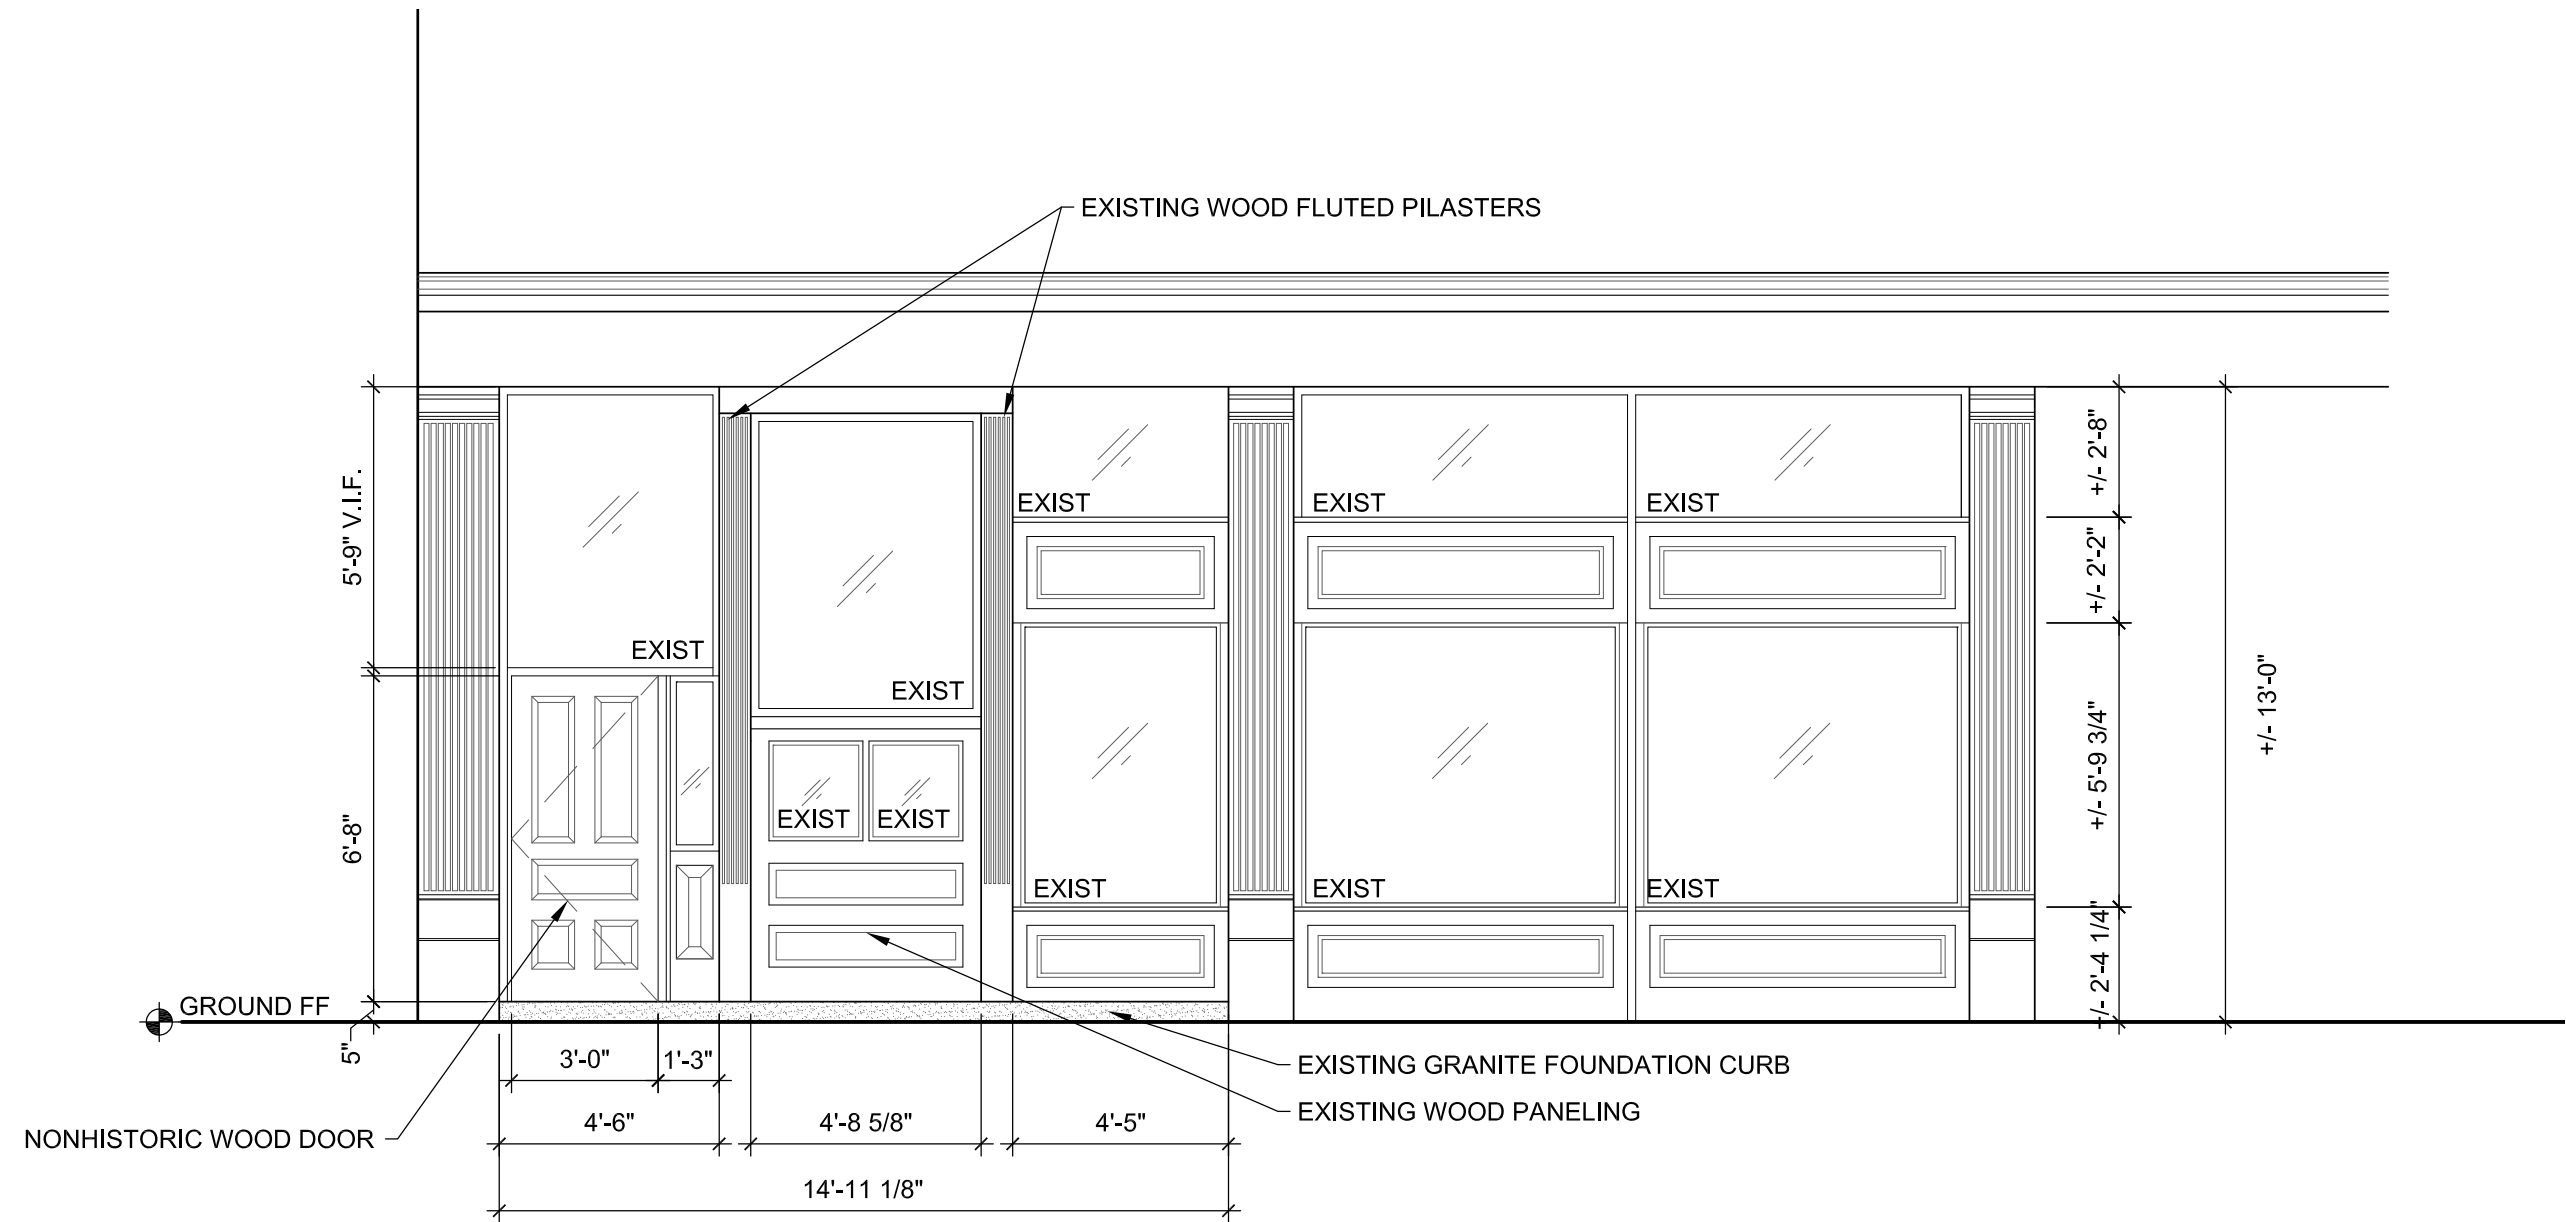 EXISTING WOOD FLUTED PILASTERS
5'-9" V.I.F.
6'-8"
5"
EXIST
EXIST
EXIST
EXIST
EXIST
EXIST
EXIST
EXIST
EXIST
EXIST
+/- 2'-8"
+/- 2'-2"
+/- 5'-9 3/4"
+/- 2'-4 1/4"
+/- 13'-0"
GROUND FF
3'-0"
1'-3"
EXISTING GRANITE FOUNDATION CURB
EXISTING WOOD PANELING
NONHISTORIC WOOD DOOR
4'-6"
4'-8 5/8"
4'-5"
14'-11 1/8"